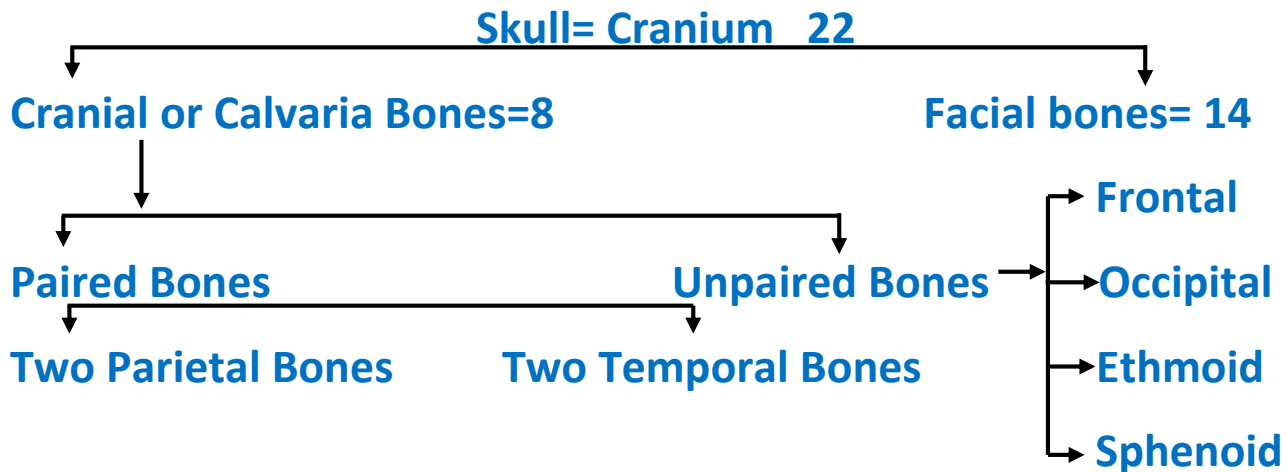 Skull= Cranium 22
Cranial or Calvaria Bones=8
Facial bones= 14
Paired Bones
Unpaired Bones
Two Parietal Bones
Two Temporal Bones
Frontal
Occipital
Ethmoid
Sphenoid